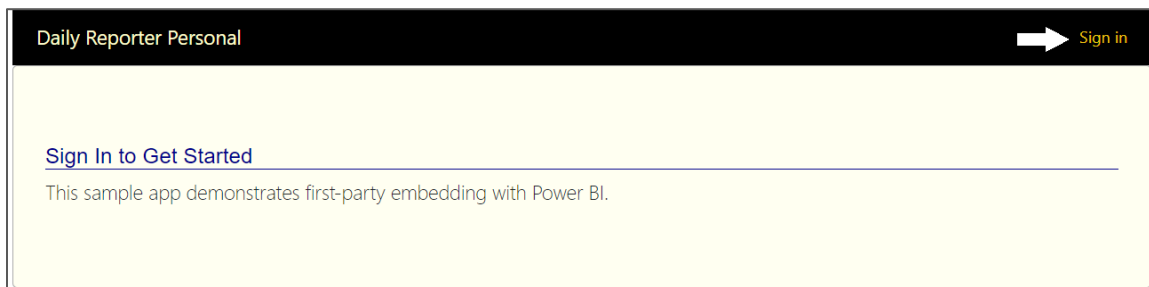 Daily Reporter Personal
Sign in
Sign In to Get Started
This sample app demonstrates first-party embedding with Power BI.